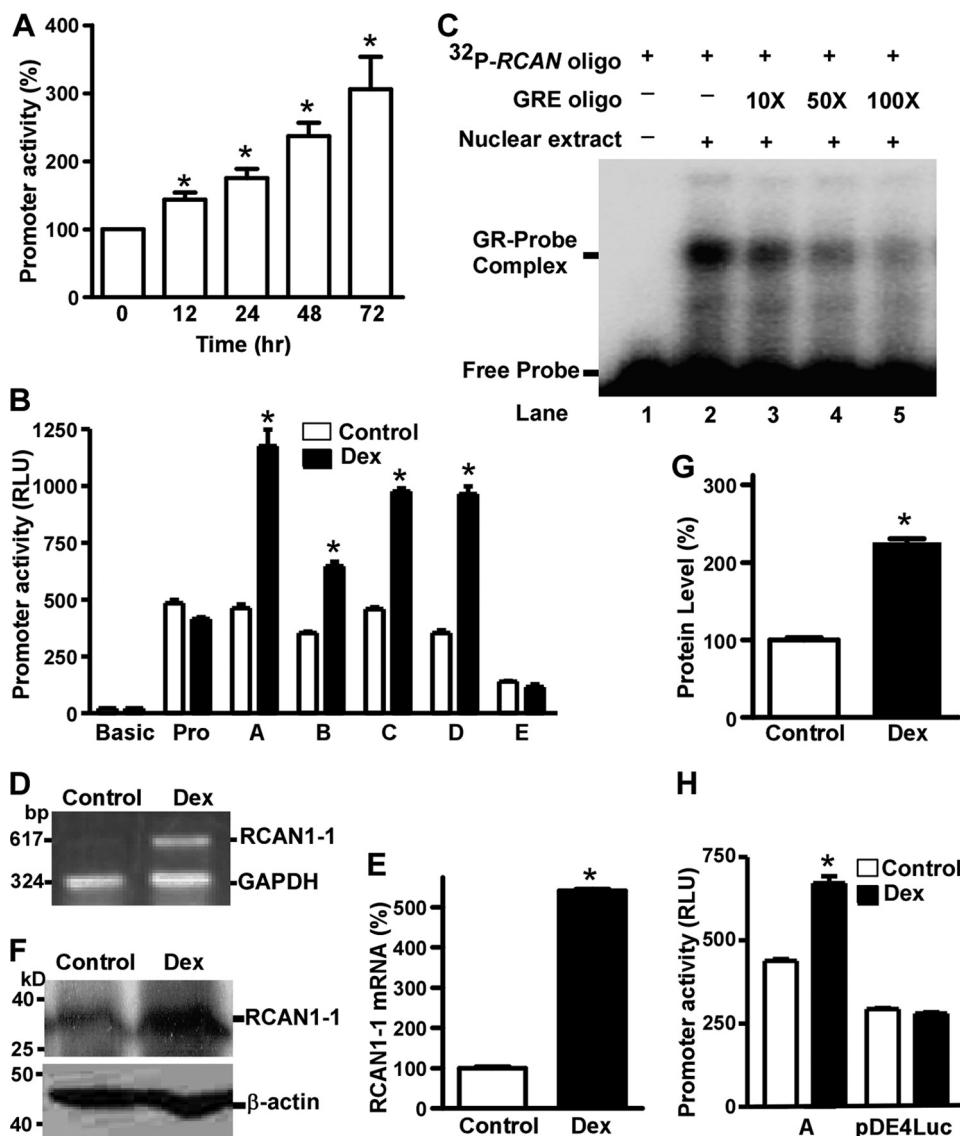 A
400
300
200
100
0
Promoter activity (%)
*
*
*
*
0 12 24 48 72
Time (hr)
C
32P-RCAN oligo + + + + +
GRE oligo – – 10X 50X 100X
Nuclear extract – + + + +
GR-Probe
Complex
Free Probe
Lane 1 2 3 4 5
B
1250
1000
750
500
250
0
Promoter activity (RLU)
Control
Dex
*
*
*
*
Basic Pro A B C D E
G
300
200
100
0
Protein Level (%)
*
Control Dex
D
Control Dex
bp
617 RCAN1-1
324 GAPDH
E
500
400
300
200
100
0
RCAN1-1 mRNA (%)
*
Control Dex
F
Control Dex
kD
40
RCAN1-1
25
50
β-actin
40
H
750
500
250
0
Promoter activity (RLU)
Control
Dex
*
A pDE4Luc